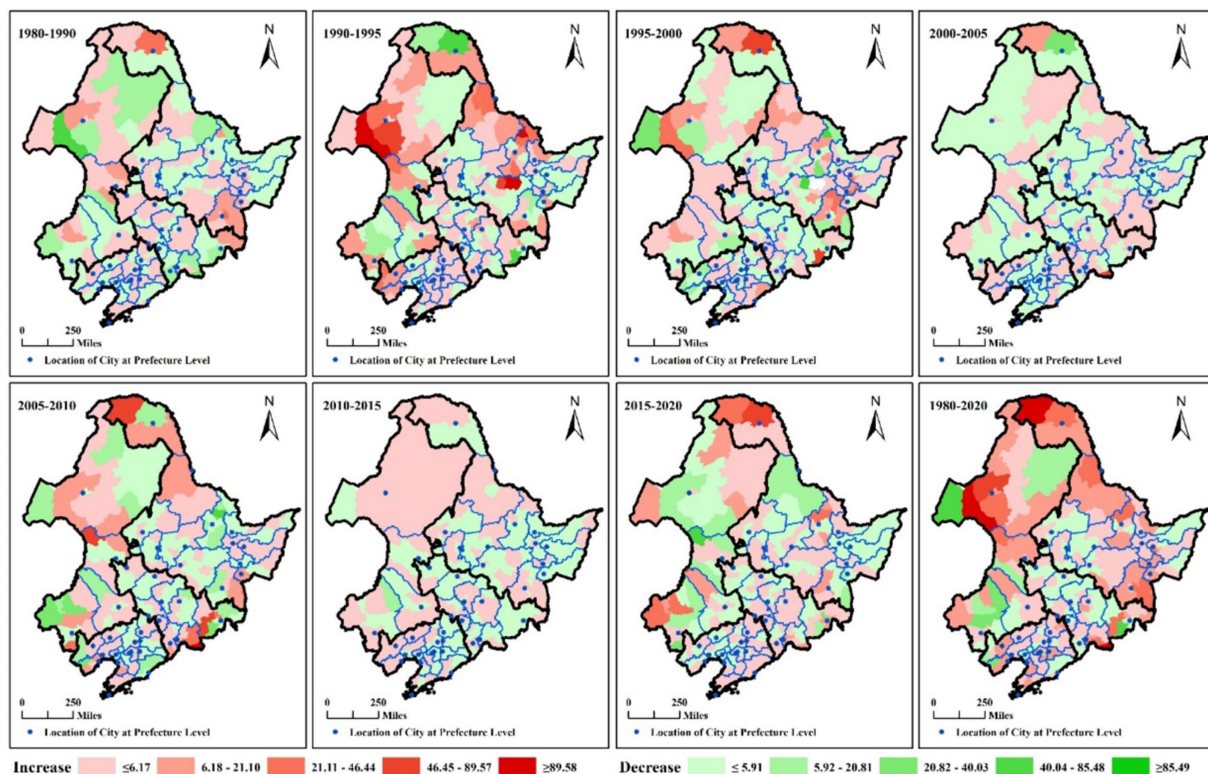 1980-1990
N
0 250
Miles
Location of City at Prefecture Level
1990-1995
N
0 250
Miles
Location of City at Prefecture Level
1995-2000
N
0 250
Miles
Location of City at Prefecture Level
2000-2005
N
0 250
Miles
Location of City at Prefecture Level
2005-2010
N
0 250
Miles
Location of City at Prefecture Level
2010-2015
N
0 250
Miles
Location of City at Prefecture Level
2015-2020
N
0 250
Miles
Location of City at Prefecture Level
1980-2020
N
0 250
Miles
Location of City at Prefecture Level
Increase ≤6.17 6.18 - 21.10 21.11 - 46.44 46.45 - 89.57 ≥89.58 Decrease ≤ 5.91 5.92 - 20.81 20.82 - 40.03 40.04 - 85.48 ≥85.49